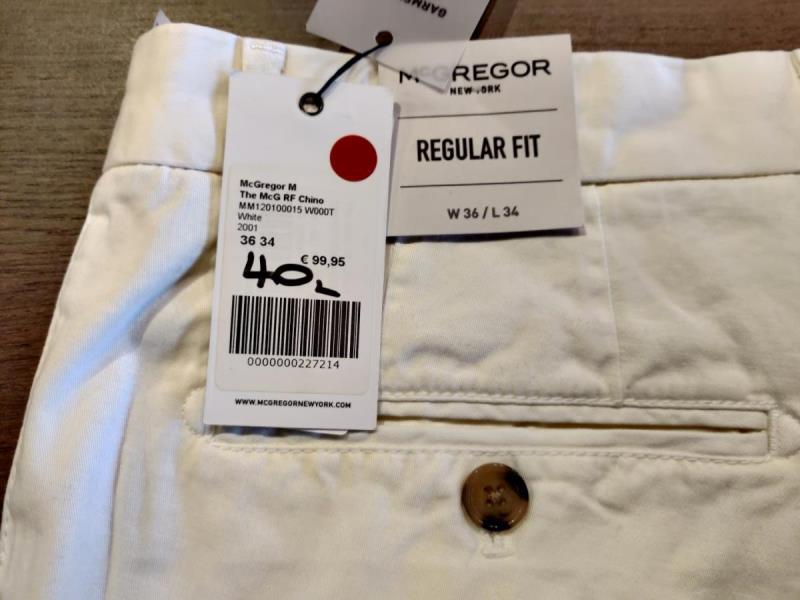 GARME
McGREGOR
NEW YORK
REGULAR FIT
W 36 / L 34
McGregor M
The McG RF Chino
MM120100015 W000T
White
2001
36 34
€ 99,95
40,-
0000000227214
WWW.MCGREGORNEWYORK.COM